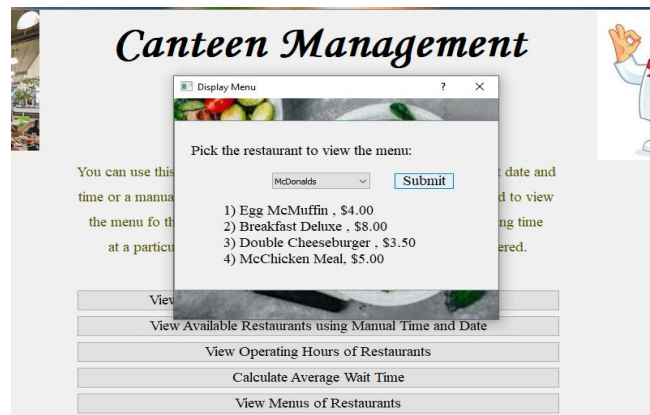 Canteen Management
Display Menu
?
Pick the restaurant to view the menu:
McDonalds
Submit
1) Egg McMuffin , $4.00
2) Breakfast Deluxe , $8.00
3) Double Cheeseburger , $3.50
4) McChicken Meal, $5.00
You can use this
date and
time or a manua
to view
the menu fo th
time
at a particu
View
View Available Restaurants using Manual Time and Date
View Operating Hours of Restaurants
Calculate Average Wait Time
View Menus of Restaurants